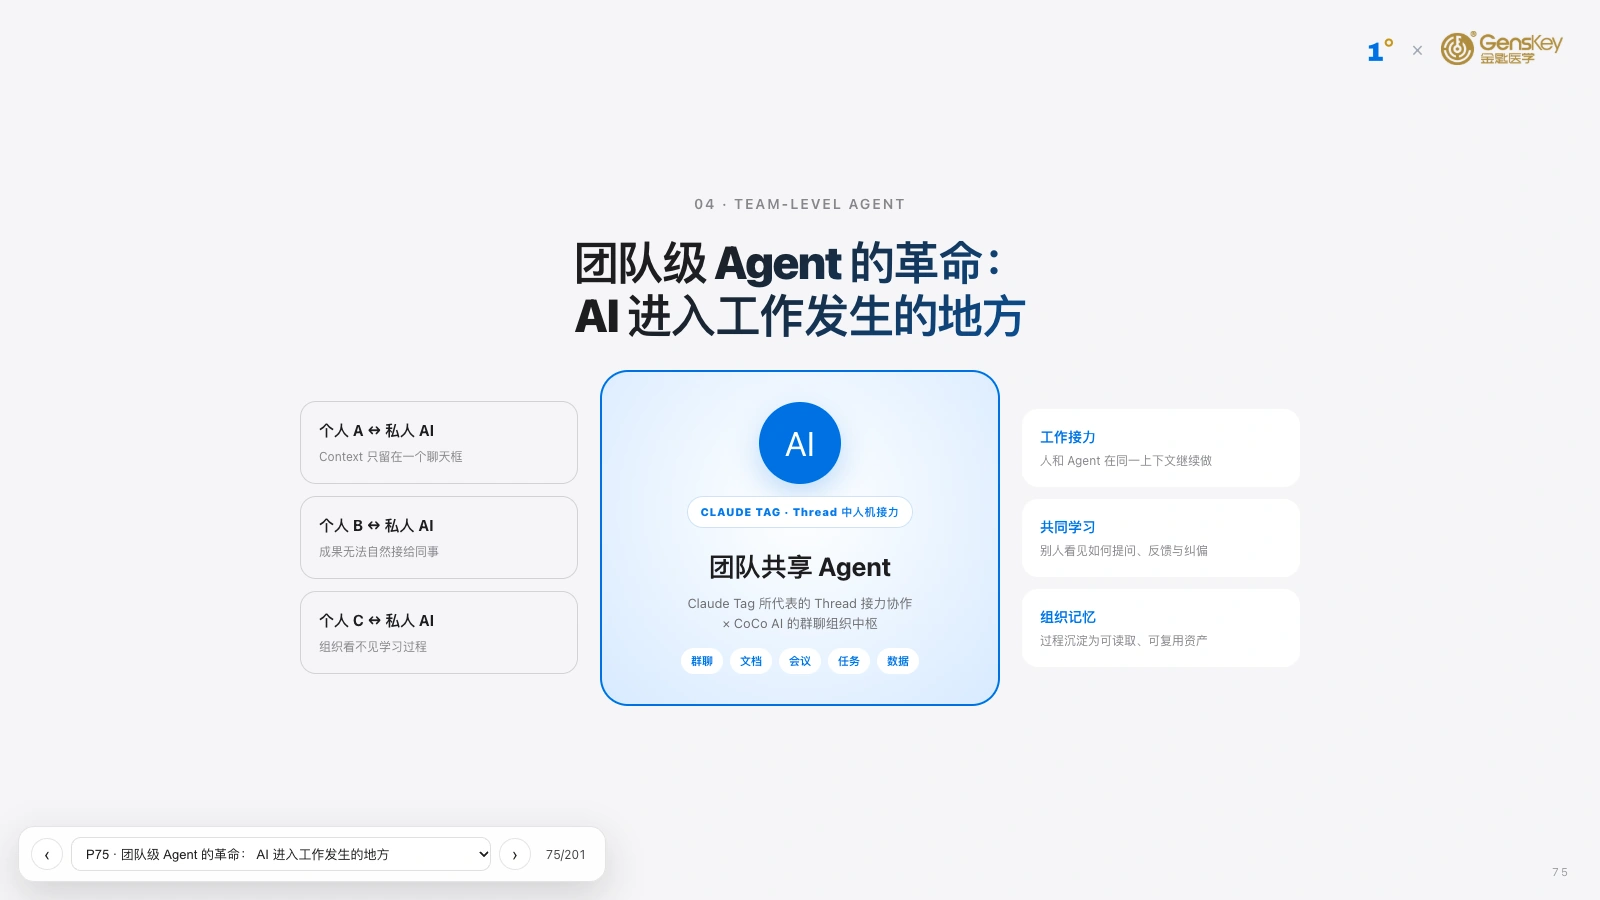 1°
×
GensKey®
金匙医学
04 · TEAM-LEVEL AGENT
团队级 Agent 的革命：
AI 进入工作发生的地方
个人 A ↔ 私人 AI
Context 只留在一个聊天框
个人 B ↔ 私人 AI
成果无法自然接给同事
个人 C ↔ 私人 AI
组织看不见学习过程
AI
CLAUDE TAG · Thread 中人机接力
团队共享 Agent
Claude Tag 所代表的 Thread 接力协作
× CoCo AI 的群聊组织中枢
群聊
文档
会议
任务
数据
工作接力
人和 Agent 在同一上下文继续做
共同学习
别人看见如何提问、反馈与纠偏
组织记忆
过程沉淀为可读取、可复用资产
‹
P75 · 团队级 Agent 的革命： AI 进入工作发生的地方
›
75/201
75